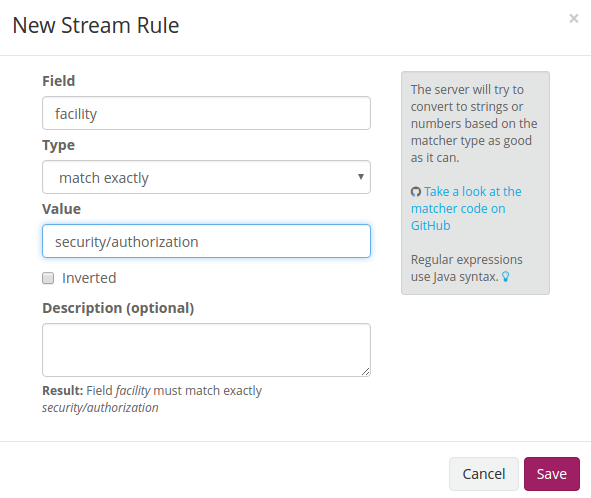 New Stream Rule
×
Field
facility
Type
match exactly
Value
security/authorization
Inverted
Description (optional)
Result: Field facility must match exactly
security/authorization
The server will try to
convert to strings or
numbers based on the
matcher type as good
as it can.
Take a look at the
matcher code on
GitHub
Regular expressions
use Java syntax.
Cancel
Save